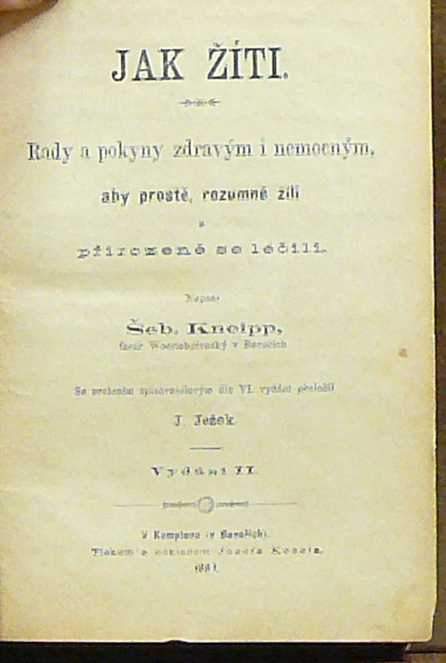 JAK ŽÍTI.
Rady a pokyny zdravým i nemocným,
aby prostě, rozumně žili
a
přirozeně se léčili.
Napsal
Šeb. Kneipp,
farář v Bavořích
Se svolením spisovatelovým dle VI. vydání přeložil
J. Ježek
Vydání II.
V Kemptenu (v Bavořích).
Tiskem a nákladem Josefa Kösela.